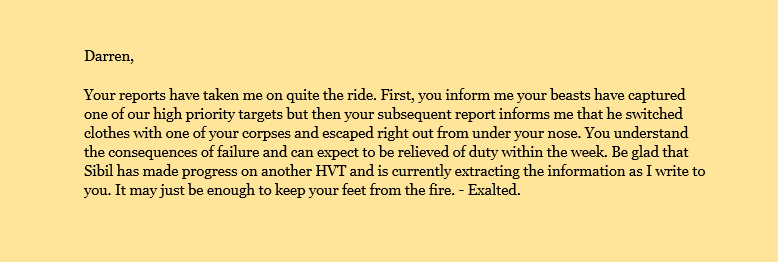 Darren,
Your reports have taken me on quite the ride. First, you inform me your beasts have captured
one of our high priority targets but then your subsequent report informs me that he switched
clothes with one of your corpses and escaped right out from under your nose. You understand
the consequences of failure and can expect to be relieved of duty within the week. Be glad that
Sibil has made progress on another HVT and is currently extracting the information as I write to
you. It may just be enough to keep your feet from the fire. - Exalted.